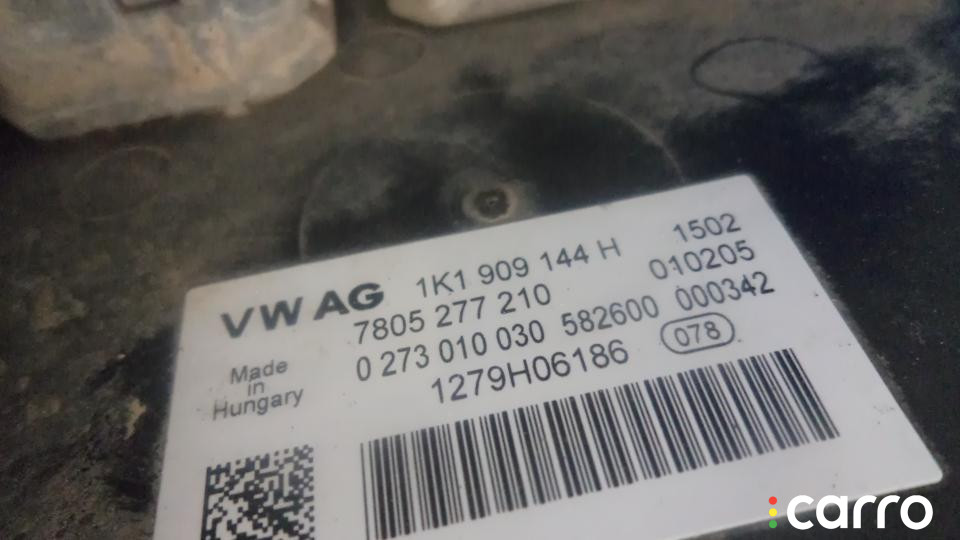 VW AG 1K1 909 144 H 1502
7805 277 210 010205
0 273 010 030 582600 000342
1279H06186 078
Made
in
Hungary
carro